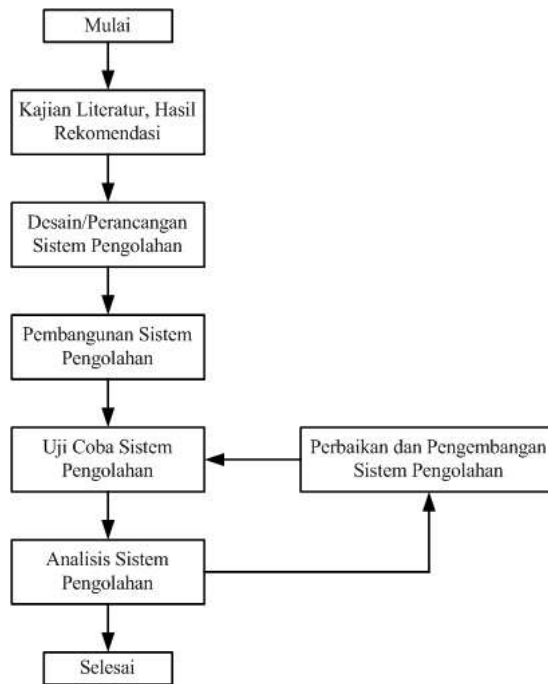 Mulai
Kajian Literatur, Hasil
Rekomendasi
Desain/Perancangan
Sistem Pengolahan
Pembangunan Sistem
Pengolahan
Uji Coba Sistem
Pengolahan
Perbaikan dan Pengembangan
Sistem Pengolahan
Analisis Sistem
Pengolahan
Selesai